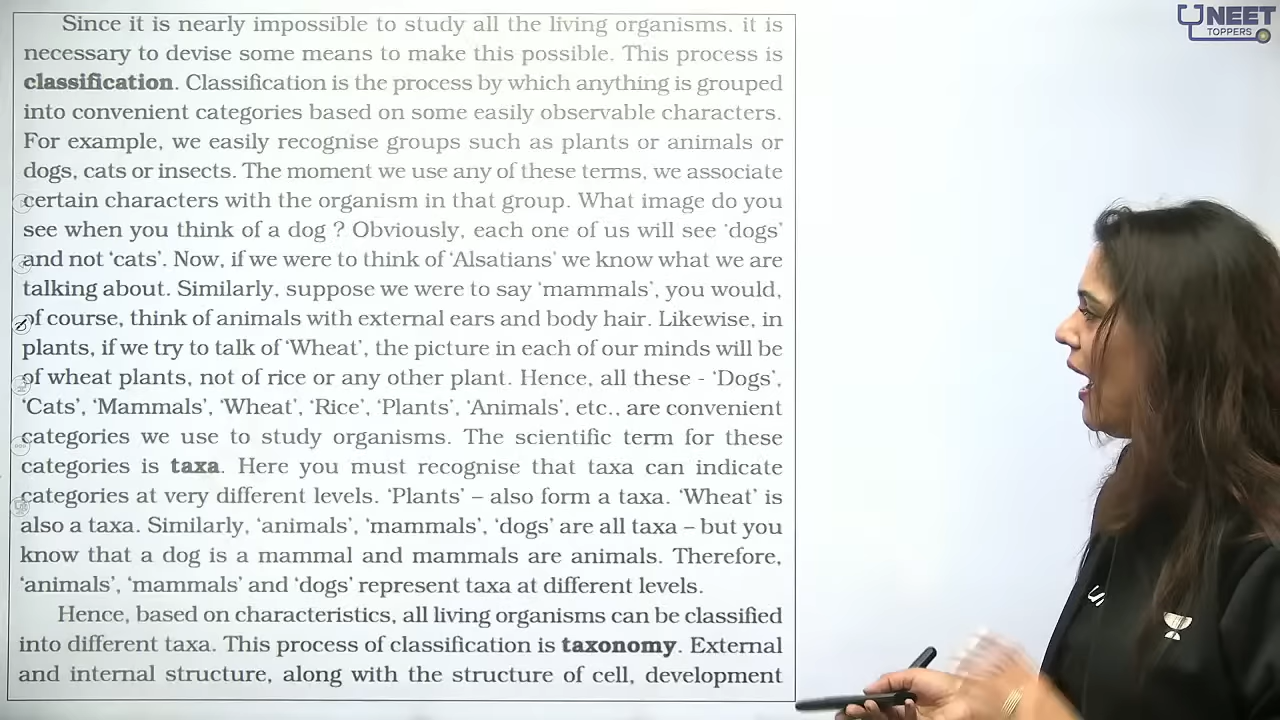 Since it is nearly impossible to study all the living organisms, it is
necessary to devise some means to make this possible. This process is
classification. Classification is the process by which anything is grouped
into convenient categories based on some easily observable characters.
For example, we easily recognise groups such as plants or animals or
dogs, cats or insects. The moment we use any of these terms, we associate
certain characters with the organism in that group. What image do you
see when you think of a dog ? Obviously, each one of us will see ‘dogs’
and not ‘cats’. Now, if we were to think of ‘Alsatians’ we know what we are
talking about. Similarly, suppose we were to say ‘mammals’, you would,
of course, think of animals with external ears and body hair. Likewise, in
plants, if we try to talk of ‘Wheat’, the picture in each of our minds will be
of wheat plants, not of rice or any other plant. Hence, all these - ‘Dogs’,
‘Cats’, ‘Mammals’, ‘Wheat’, ‘Rice’, ‘Plants’, ‘Animals’, etc., are convenient
categories we use to study organisms. The scientific term for these
categories is taxa. Here you must recognise that taxa can indicate
categories at very different levels. ‘Plants’ – also form a taxa. ‘Wheat’ is
also a taxa. Similarly, ‘animals’, ‘mammals’, ‘dogs’ are all taxa – but you
know that a dog is a mammal and mammals are animals. Therefore,
‘animals’, ‘mammals’ and ‘dogs’ represent taxa at different levels.
Hence, based on characteristics, all living organisms can be classified
into different taxa. This process of classification is taxonomy. External
and internal structure, along with the structure of cell, development
NEET
TOPPERS